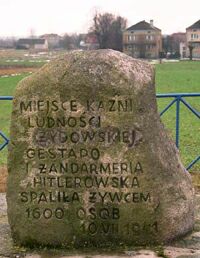 MIEJSCE KAŹNI
LUDNOŚCI
ŻYDOWSKIEJ
GESTAPO
I ŻANDARMERIA
HITLEROWSKA
SPALIŁA ŻYWCEM
1600 OSÓB
10.VII.1941